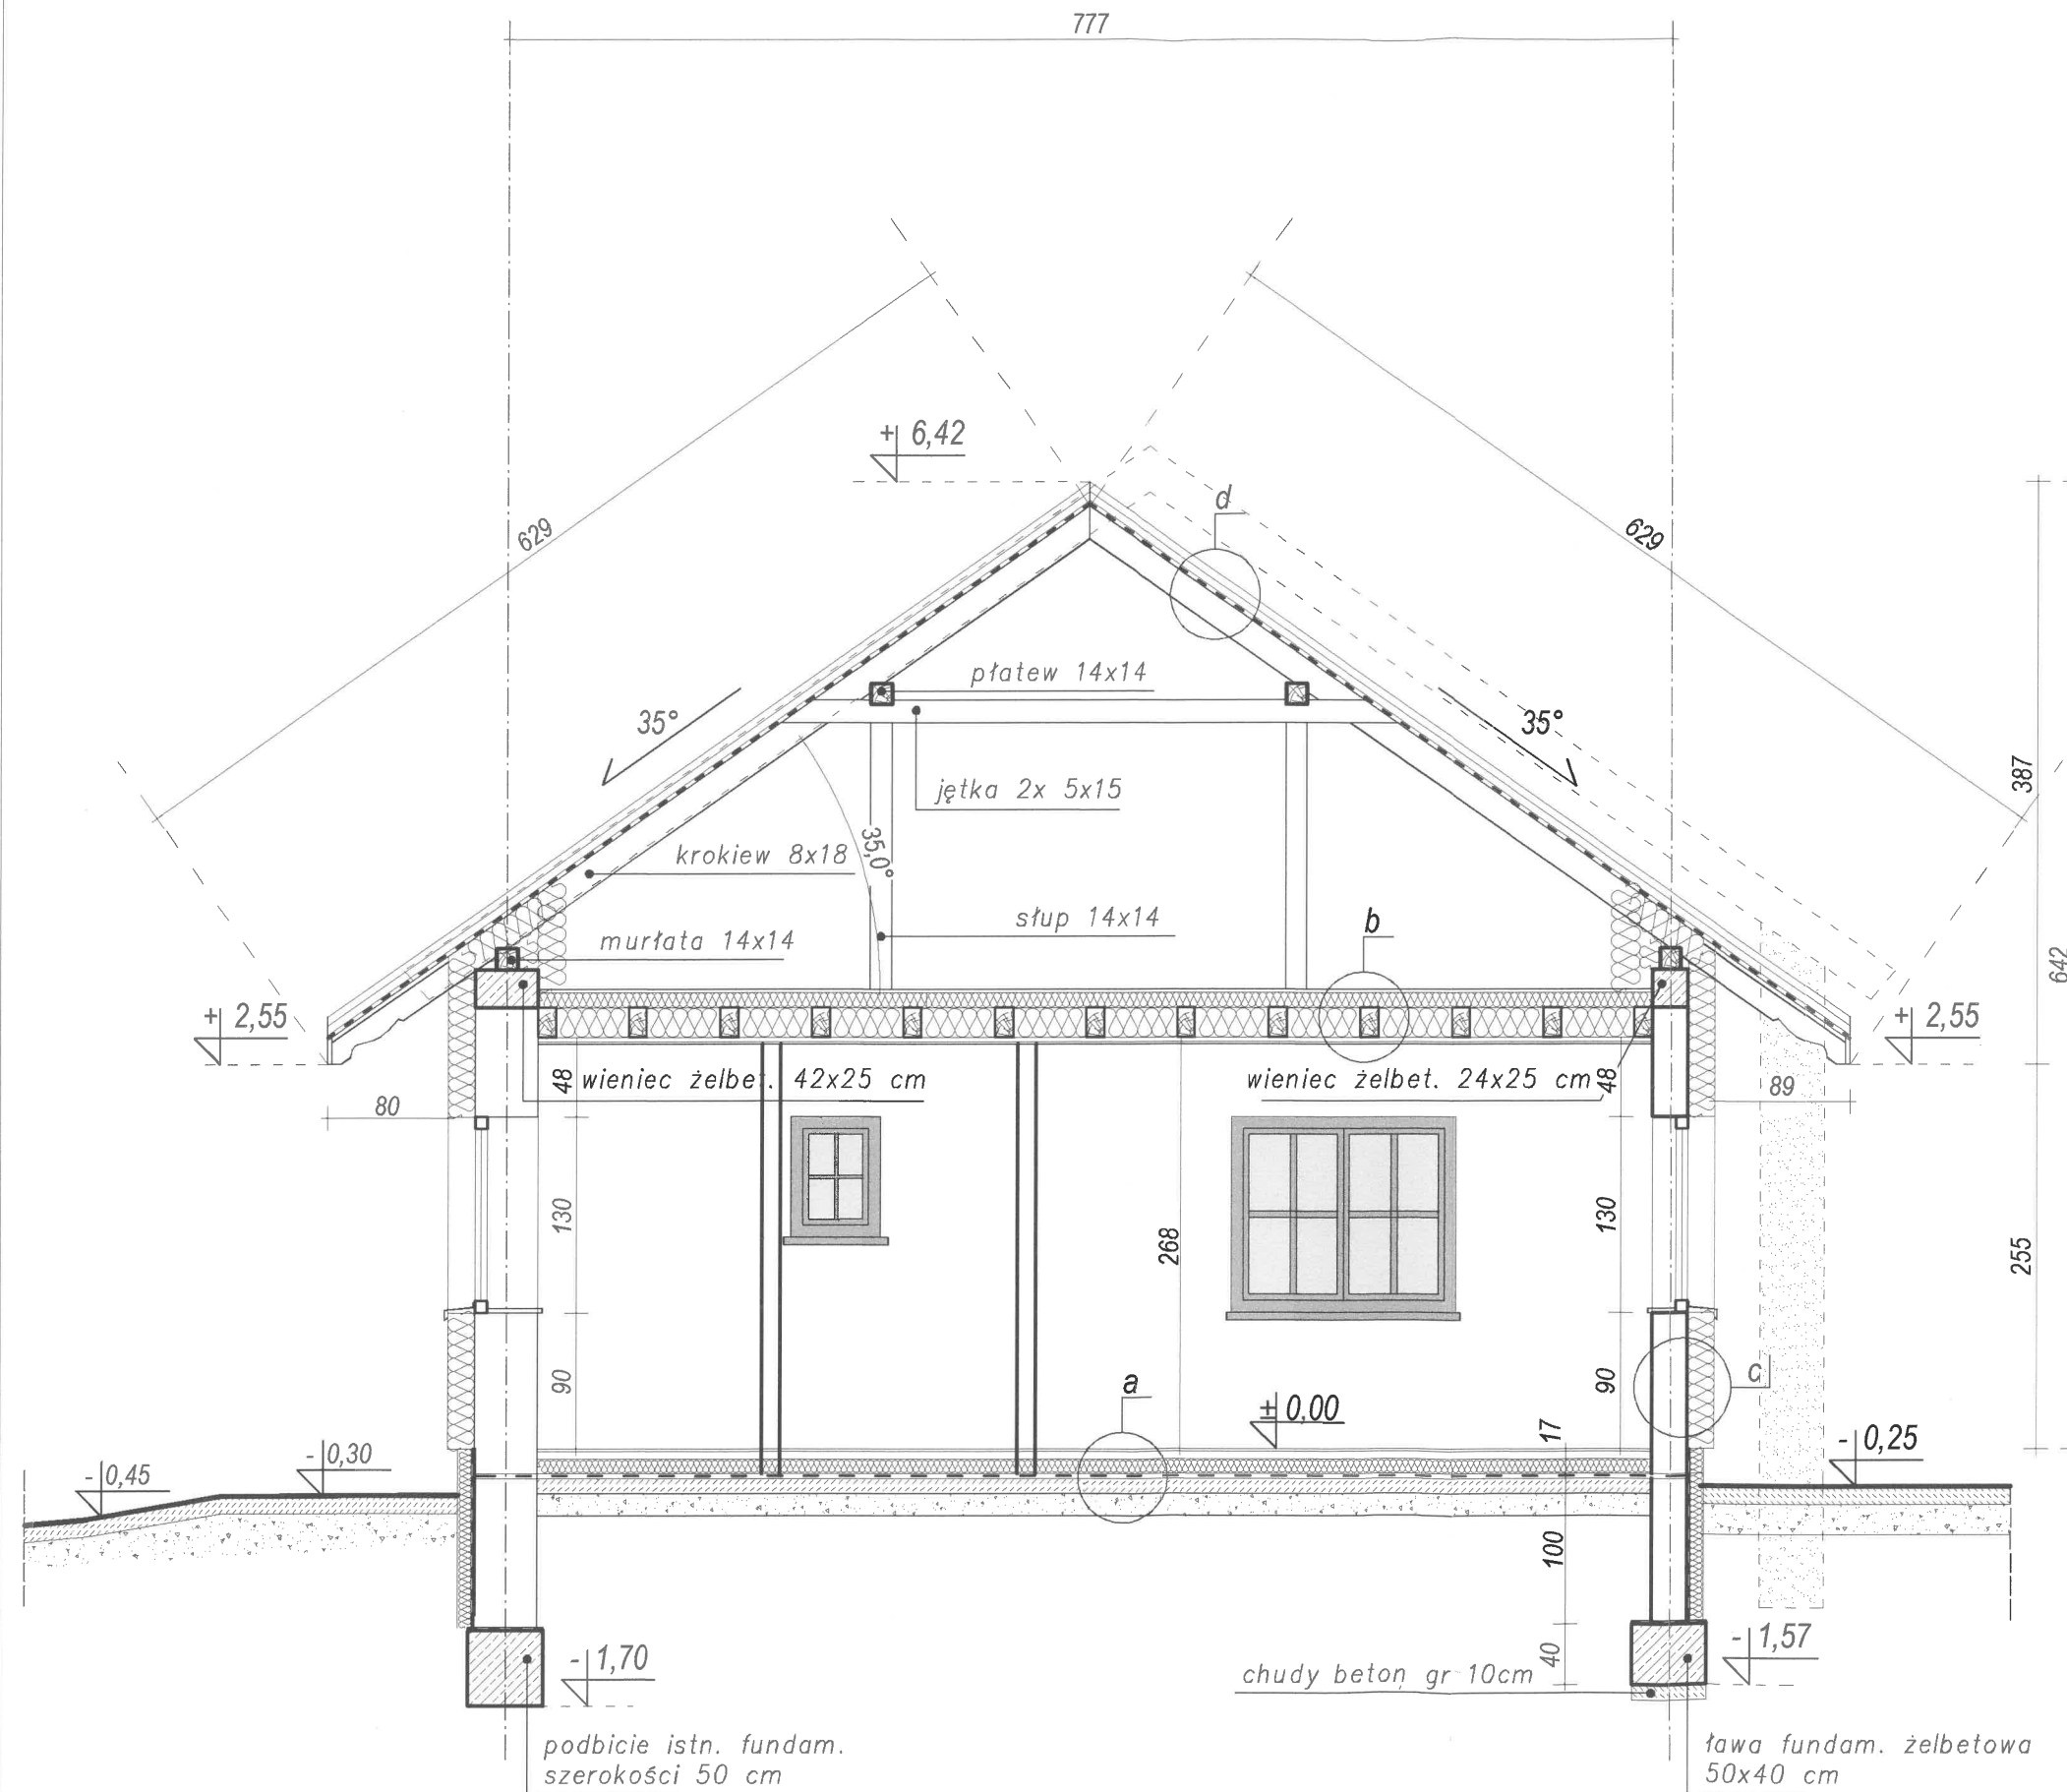 777
629
629
+ 6,42
d
płatew 14x14
35°
35°
jętka 2x 5x15
387
krokiew 8x18
35,0°
słup 14x14
b
murłata 14x14
642
+ 2,55
+ 2,55
48
wieniec żelbet. 42x25 cm
wieniec żelbet. 24x25 cm
48
80
89
130
268
130
255
90
a
± 0,00
90
c
17
- 0,45
- 0,30
- 0,25
100
- 1,70
chudy beton gr 10cm
40
- 1,57
podbicie istn. fundam.
szerokości 50 cm
ława fundam. żelbetowa
50x40 cm